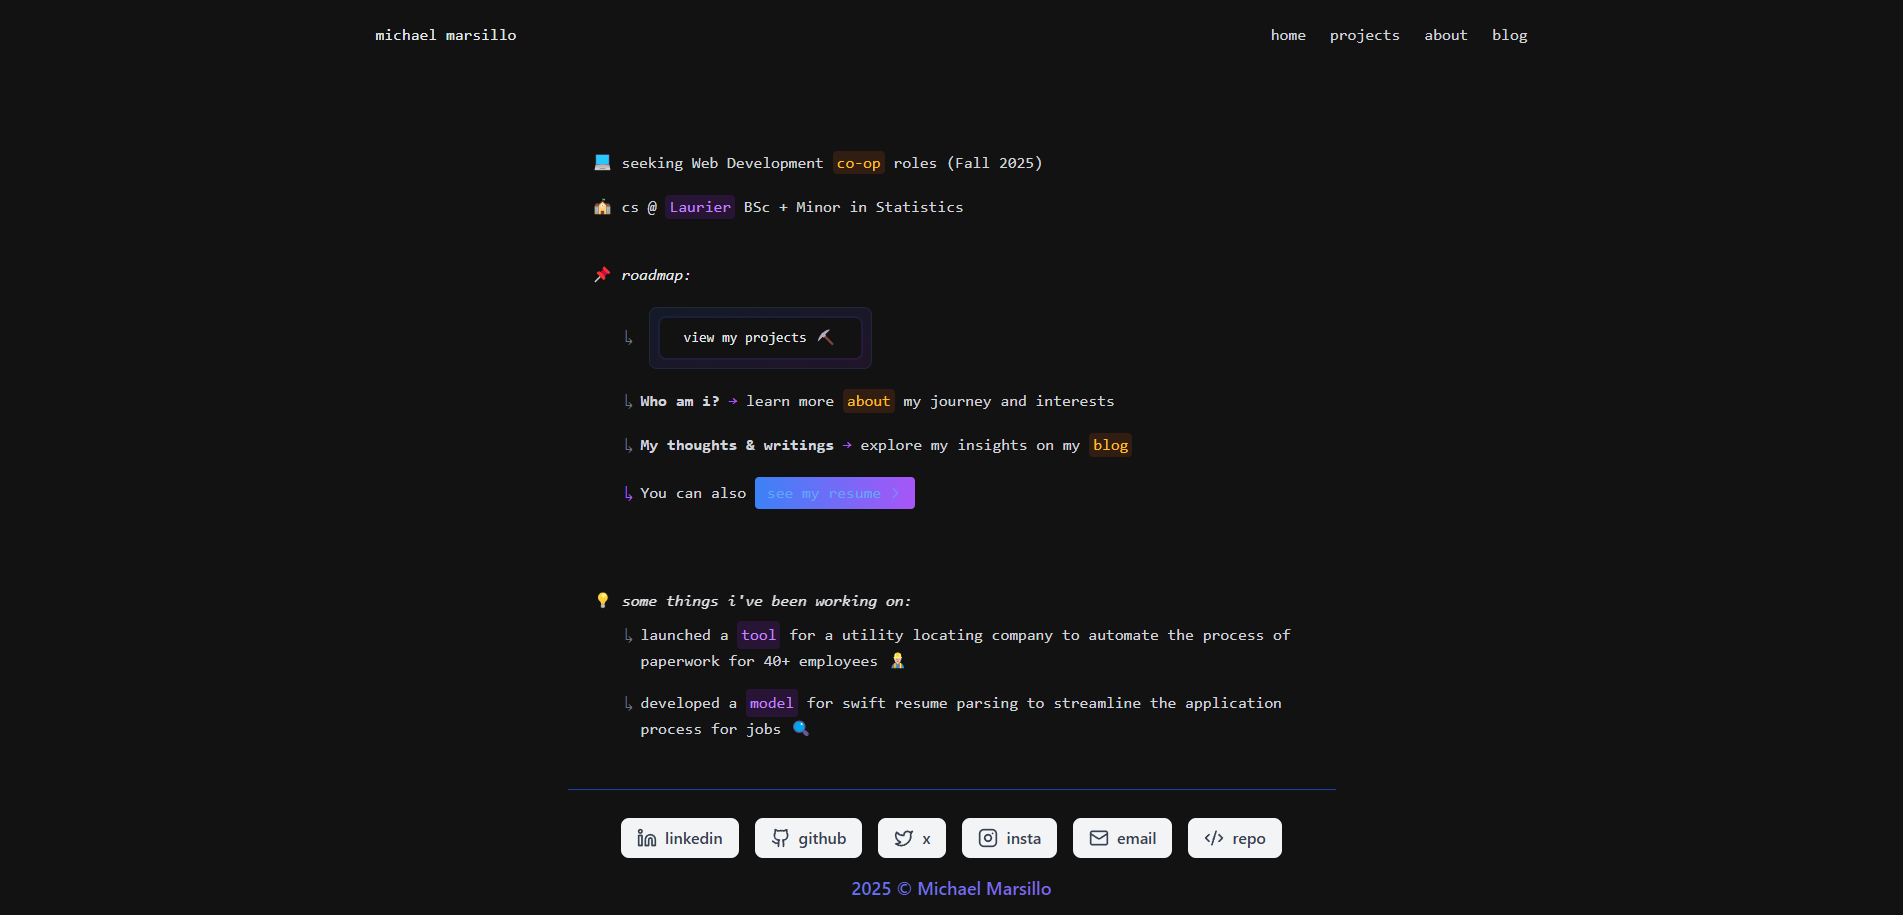 michael marsillo
home projects about blog
seeking Web Development co-op roles (Fall 2025)
cs @ Laurier BSc + Minor in Statistics
roadmap:
view my projects
Who am i? → learn more about my journey and interests
My thoughts & writings → explore my insights on my blog
You can also see my resume >
some things i've been working on:
launched a tool for a utility locating company to automate the process of
paperwork for 40+ employees
developed a model for swift resume parsing to streamline the application
process for jobs
linkedin github x insta email repo
2025 © Michael Marsillo